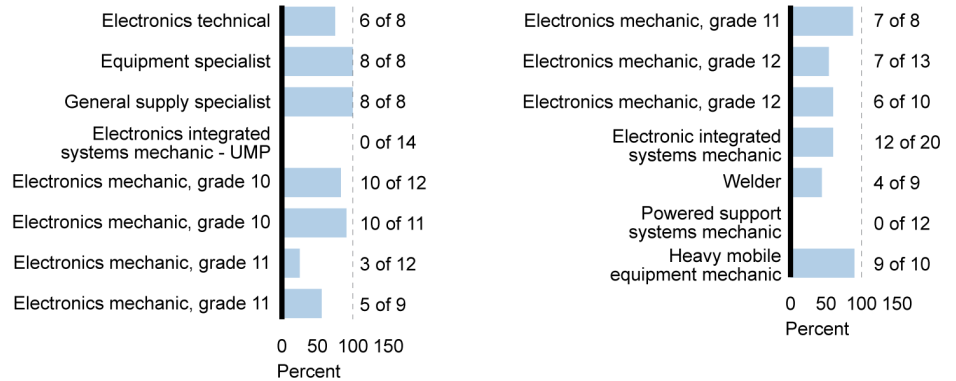 Electronics technical 6 of 8
Equipment specialist 8 of 8
General supply specialist 8 of 8
Electronics integrated
systems mechanic - UMP 0 of 14
Electronics mechanic, grade 10 10 of 12
Electronics mechanic, grade 10 10 of 11
Electronics mechanic, grade 11 3 of 12
Electronics mechanic, grade 11 5 of 9
0 50 100 150
Percent
Electronics mechanic, grade 11 7 of 8
Electronics mechanic, grade 12 7 of 13
Electronics mechanic, grade 12 6 of 10
Electronic integrated
systems mechanic 12 of 20
Welder 4 of 9
Powered support
systems mechanic 0 of 12
Heavy mobile
equipment mechanic 9 of 10
0 50 100 150
Percent